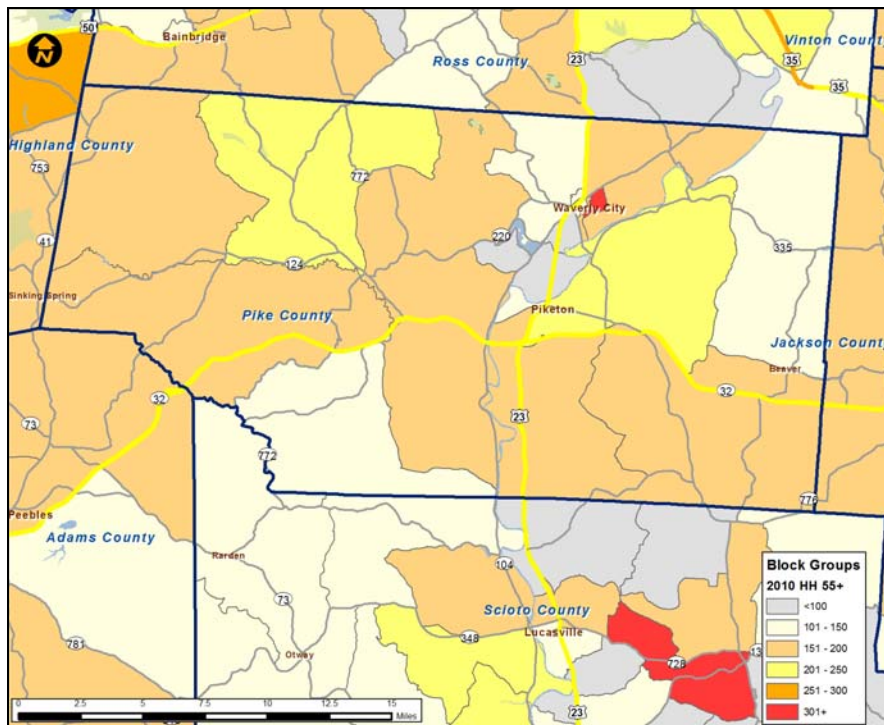 50
Bainbridge
N
Ross County
23
Vinton County
35
35
Highland County
753
772
Waverly City
41
220
335
124
Sinking Spring
Pike County
Piketon
Jackson County
Beaver
32
32
73
23
772
776
Peebles
Adams County
Rarden
104
73
Scioto County
348
Lucasville
728
781
Otway
23
Block Groups
2010 HH 55+
<100
101 - 150
151 - 200
201 - 250
251 - 300
301+
0 2.5 5 7.5 10 12.5 15
Miles